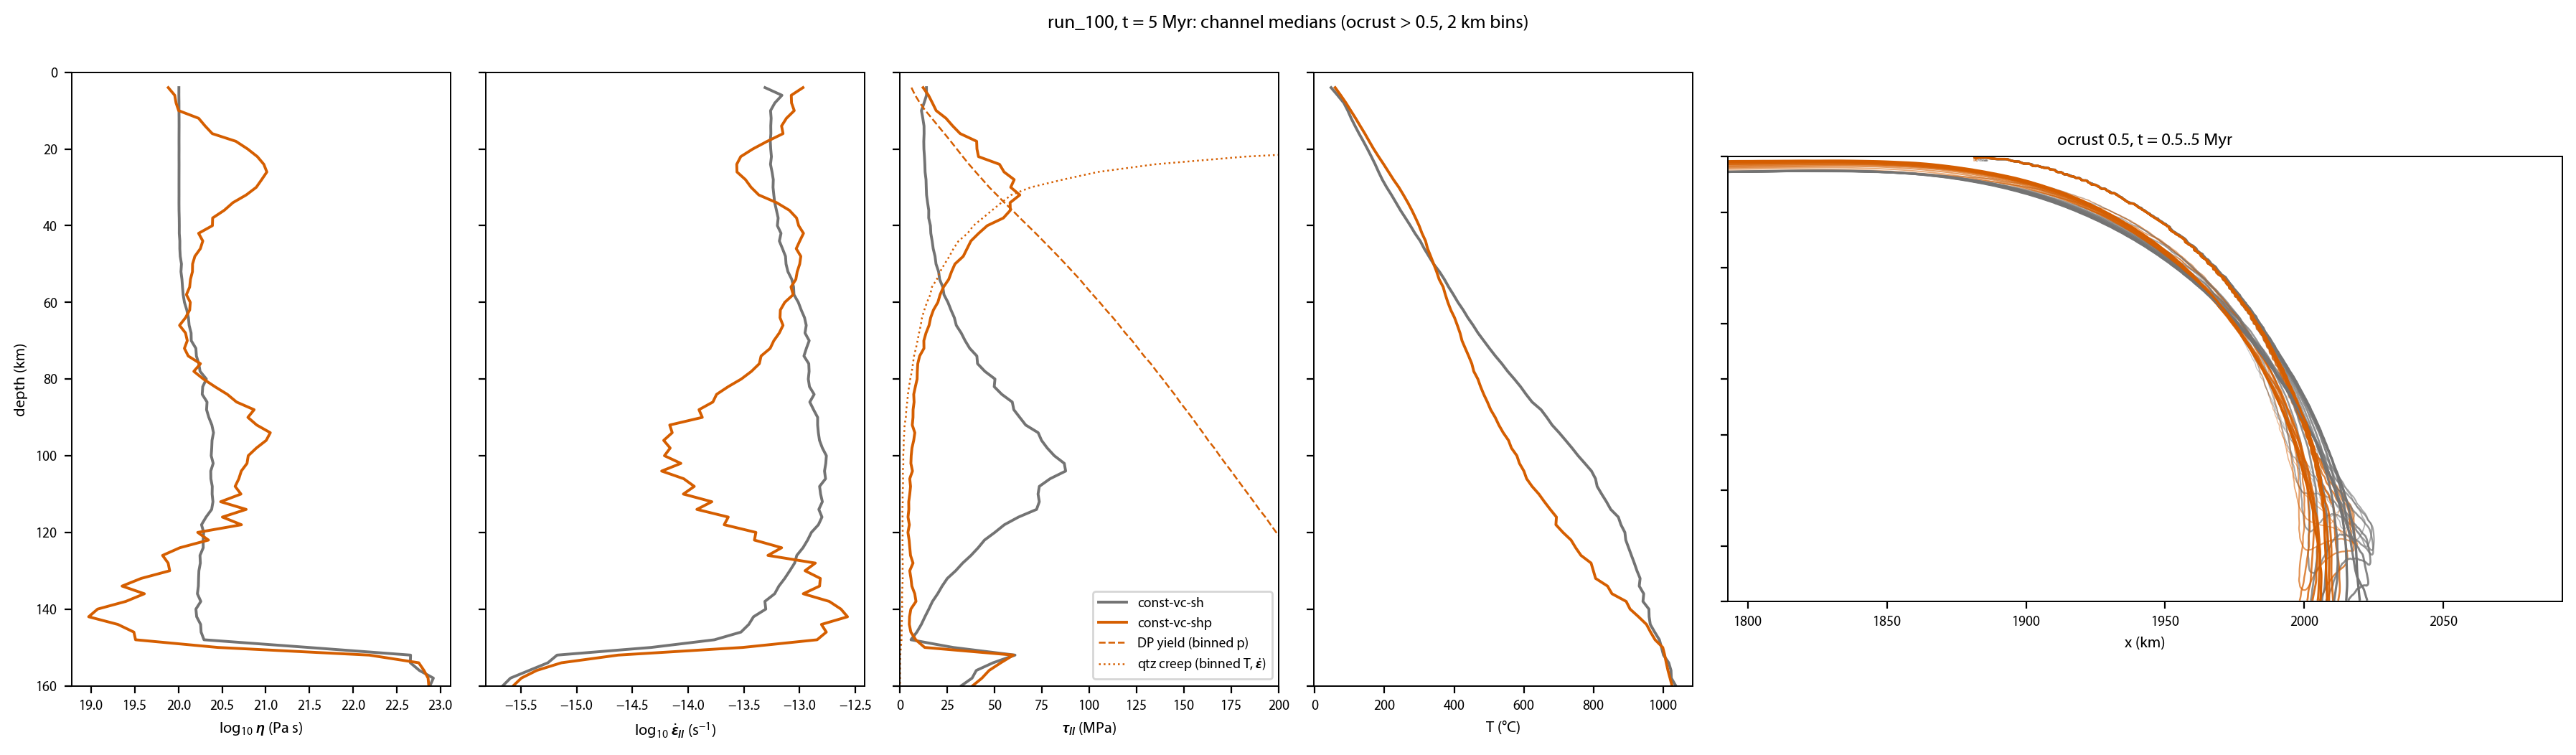 run_100, t = 5 Myr: channel medians (ocrust > 0.5, 2 km bins)
depth (km)
0
20
40
60
80
100
120
140
160
19.0 19.5 20.0 20.5 21.0 21.5 22.0 22.5 23.0
log10 η (Pa s)
−15.5 −15.0 −14.5 −14.0 −13.5 −13.0 −12.5
log10 ε̇II (s−1)
const-vc-sh
const-vc-shp
DP yield (binned p)
qtz creep (binned T, ε̇)
0 25 50 75 100 125 150 175 200
τII (MPa)
0 200 400 600 800 1000
T (°C)
ocrust 0.5, t = 0.5..5 Myr
1800 1850 1900 1950 2000 2050
x (km)